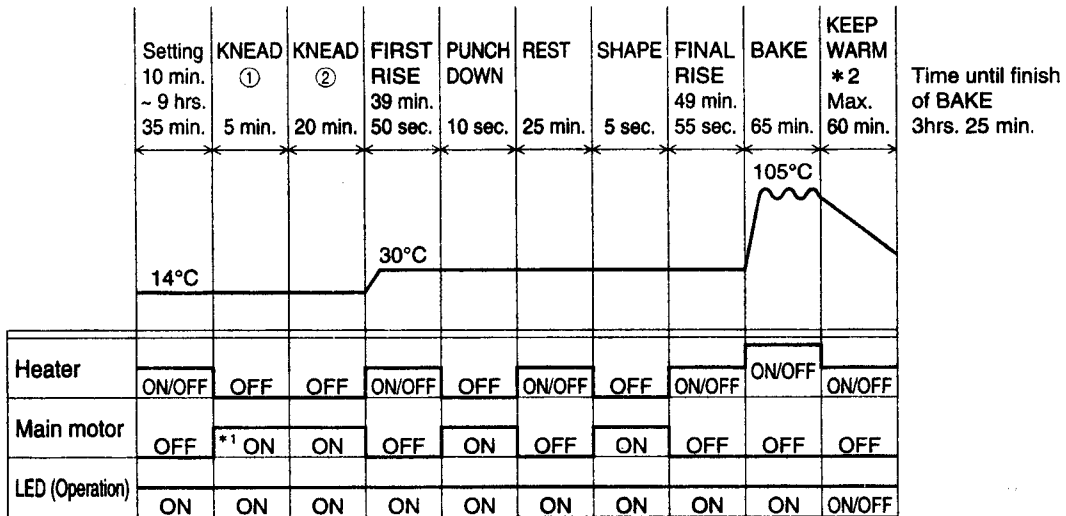 Setting
10 min.
~ 9 hrs.
35 min.
KNEAD
①
5 min.
KNEAD
②
20 min.
FIRST
RISE
39 min.
50 sec.
PUNCH
DOWN
10 sec.
REST
25 min.
SHAPE
5 sec.
FINAL
RISE
49 min.
55 sec.
BAKE
65 min.
KEEP
WARM
*2
Max.
60 min.
Time until finish
of BAKE
3hrs. 25 min.
14°C
30°C
105°C
Heater
ON/OFF OFF OFF ON/OFF OFF ON/OFF OFF ON/OFF ON/OFF ON/OFF
Main motor
OFF *1 ON ON OFF ON OFF ON OFF OFF OFF
LED (Operation)
ON ON ON ON ON ON ON ON ON ON/OFF